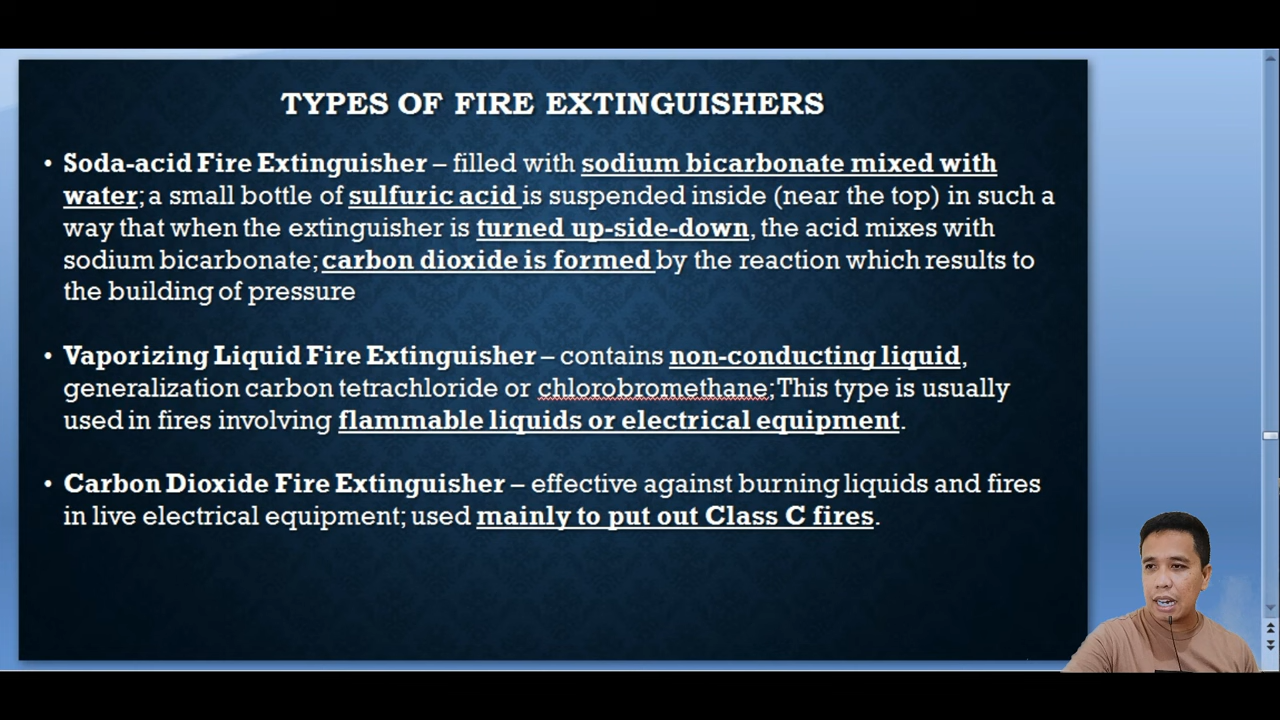 TYPES OF FIRE EXTINGUISHERS
• Soda-acid Fire Extinguisher – filled with sodium bicarbonate mixed with
water; a small bottle of sulfuric acid is suspended inside (near the top) in such a
way that when the extinguisher is turned up-side-down, the acid mixes with
sodium bicarbonate; carbon dioxide is formed by the reaction which results to
the building of pressure
• Vaporizing Liquid Fire Extinguisher – contains non-conducting liquid,
generalization carbon tetrachloride or chlorobromethane; This type is usually
used in fires involving flammable liquids or electrical equipment.
• Carbon Dioxide Fire Extinguisher – effective against burning liquids and fires
in live electrical equipment; used mainly to put out Class C fires.